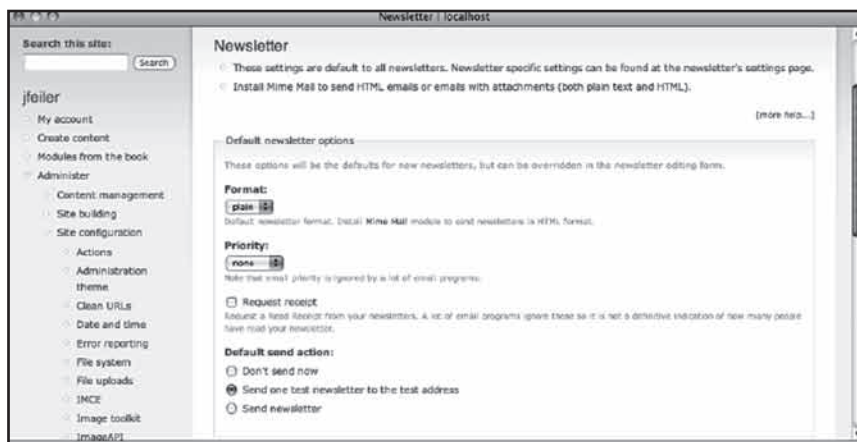 Newsletter | localhost
Search this site:
Search
jfeiler
My account
Create content
Modules from the book
Administer
Content management
Site building
Site configuration
Actions
Administration
theme
Clean URLs
Date and time
Error reporting
File system
File uploads
IMCE
Image toolkit
ImageAPI
Newsletter
These settings are default to all newsletters. Newsletter specific settings can be found at the newsletter's settings page.
Install Mime Mail to send HTML emails or emails with attachments (both plain text and HTML).
[more help...]
Default newsletter options
These options will be the defaults for new newsletters, but can be overridden in the newsletter editing form.
Format:
plain
Default newsletter format. Install Mime Mail module to send newsletters in HTML format.
Priority:
none
Note that email priority is ignored by a lot of email programs.
Request receipt
Request a Read Receipt from your newsletters. A lot of email programs ignore these so it is not a definitive indication of how many people
have read your newsletter.
Default send action:
Don't send now
Send one test newsletter to the test address
Send newsletter